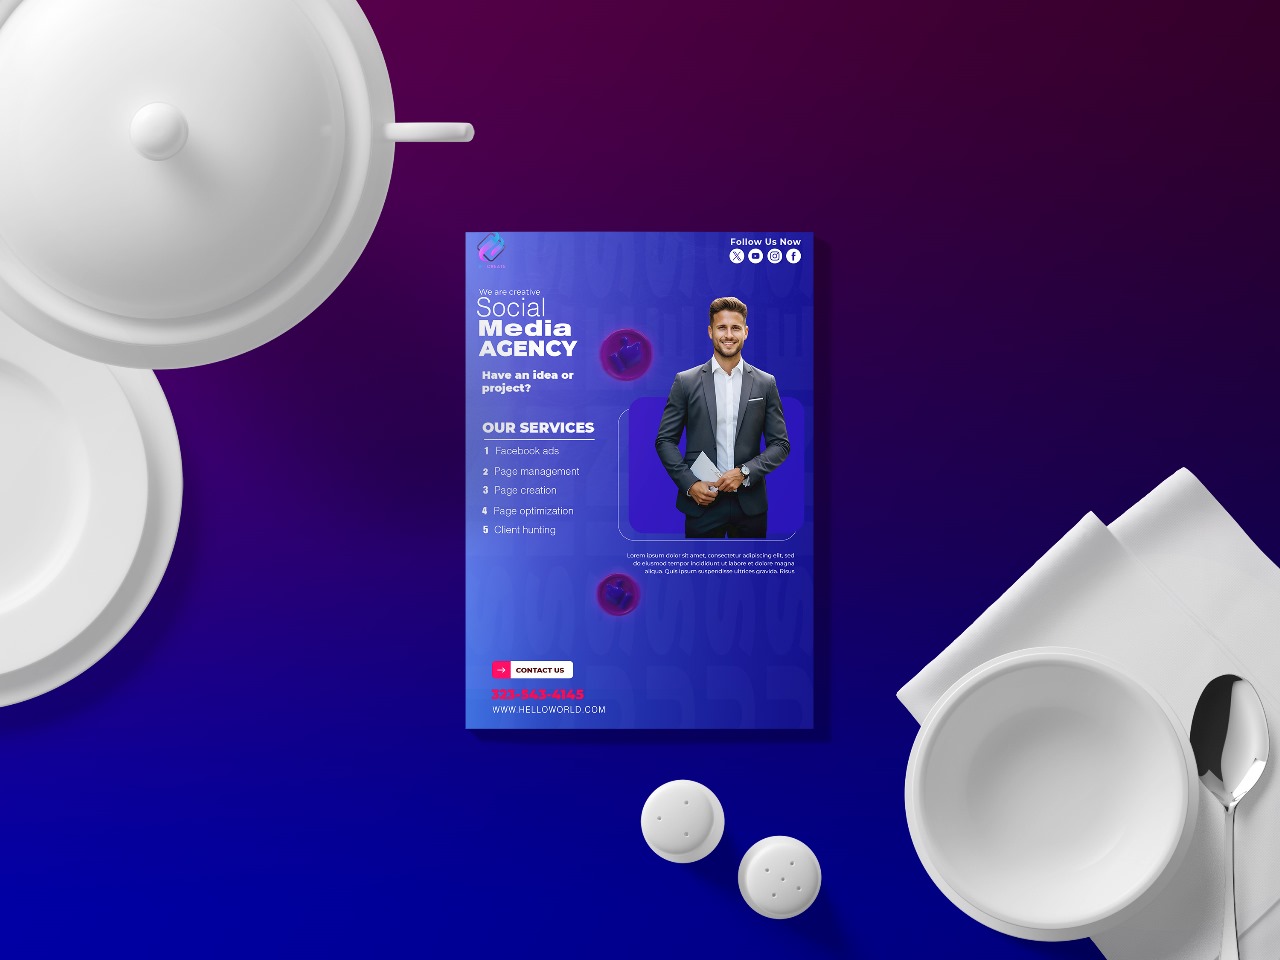 CREATE
Follow Us Now
We are creative
Social
Media
AGENCY
Have an idea or
project?
OUR SERVICES
1 Facebook ads
2 Page management
3 Page creation
4 Page optimization
5 Client hunting
Lorem ipsum dolor sit amet, consectetur adipiscing elit, sed
do eiusmod tempor incididunt ut labore et dolore magna
aliqua. Quis ipsum suspendisse ultrices gravida. Risus
CONTACT US
323-543-4145
WWW.HELLOWORLD.COM